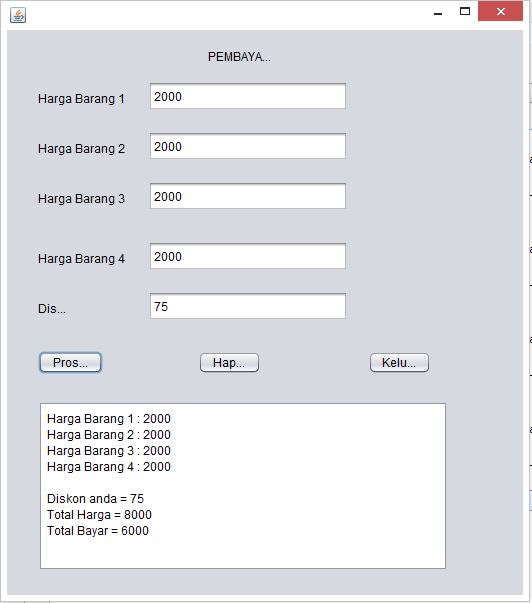 PEMBAYA...
Harga Barang 1 2000
Harga Barang 2 2000
Harga Barang 3 2000
Harga Barang 4 2000
Dis... 75
Pros... Hap... Kelu...
Harga Barang 1 : 2000
Harga Barang 2 : 2000
Harga Barang 3 : 2000
Harga Barang 4 : 2000
Diskon anda = 75
Total Harga = 8000
Total Bayar = 6000